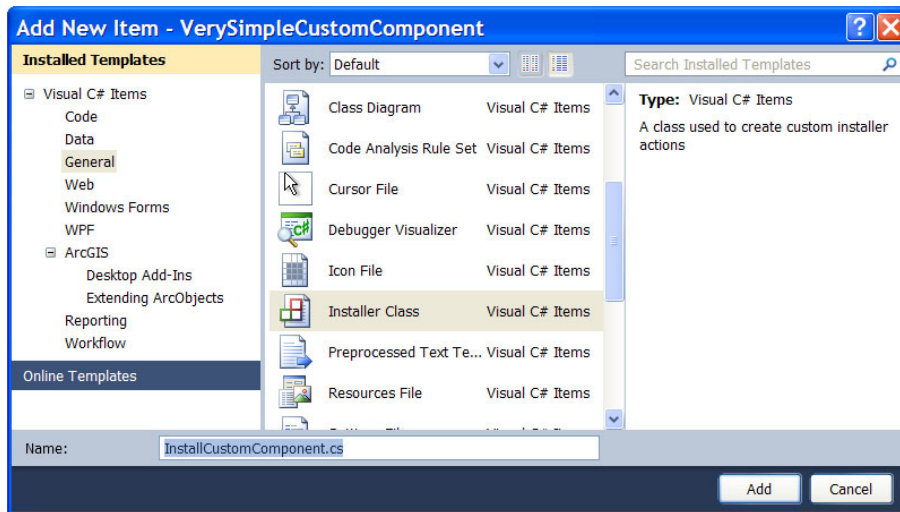 Add New Item - VerySimpleCustomComponent
Installed Templates
Visual C# Items
Code
Data
General
Web
Windows Forms
WPF
ArcGIS
Desktop Add-Ins
Extending ArcObjects
Reporting
Workflow
Online Templates
Sort by: Default
Class Diagram Visual C# Items
Code Analysis Rule Set Visual C# Items
Cursor File Visual C# Items
Debugger Visualizer Visual C# Items
Icon File Visual C# Items
Installer Class Visual C# Items
Preprocessed Text Te... Visual C# Items
Resources File Visual C# Items
Search Installed Templates
Type: Visual C# Items
A class used to create custom installer
actions
Name: InstallCustomComponent.cs
Add Cancel